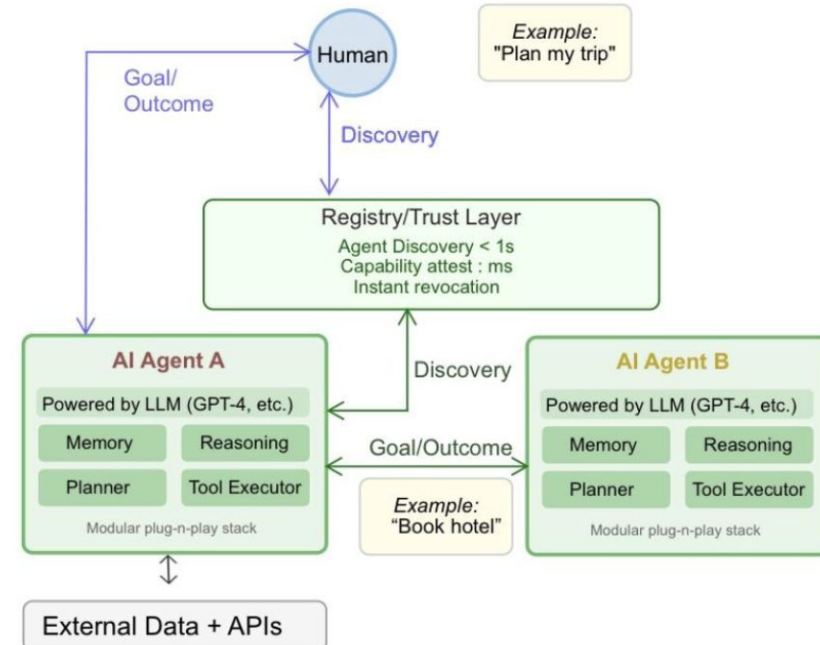 Example:
"Plan my trip"
Human
Goal/
Outcome
Discovery
Registry/Trust Layer
Agent Discovery < 1s
Capability attest : ms
Instant revocation
AI Agent A
Powered by LLM (GPT-4, etc.)
Memory
Reasoning
Planner
Tool Executor
Modular plug-n-play stack
Discovery
Goal/Outcome
Example:
“Book hotel”
AI Agent B
Powered by LLM (GPT-4, etc.)
Memory
Reasoning
Planner
Tool Executor
Modular plug-n-play stack
External Data + APIs